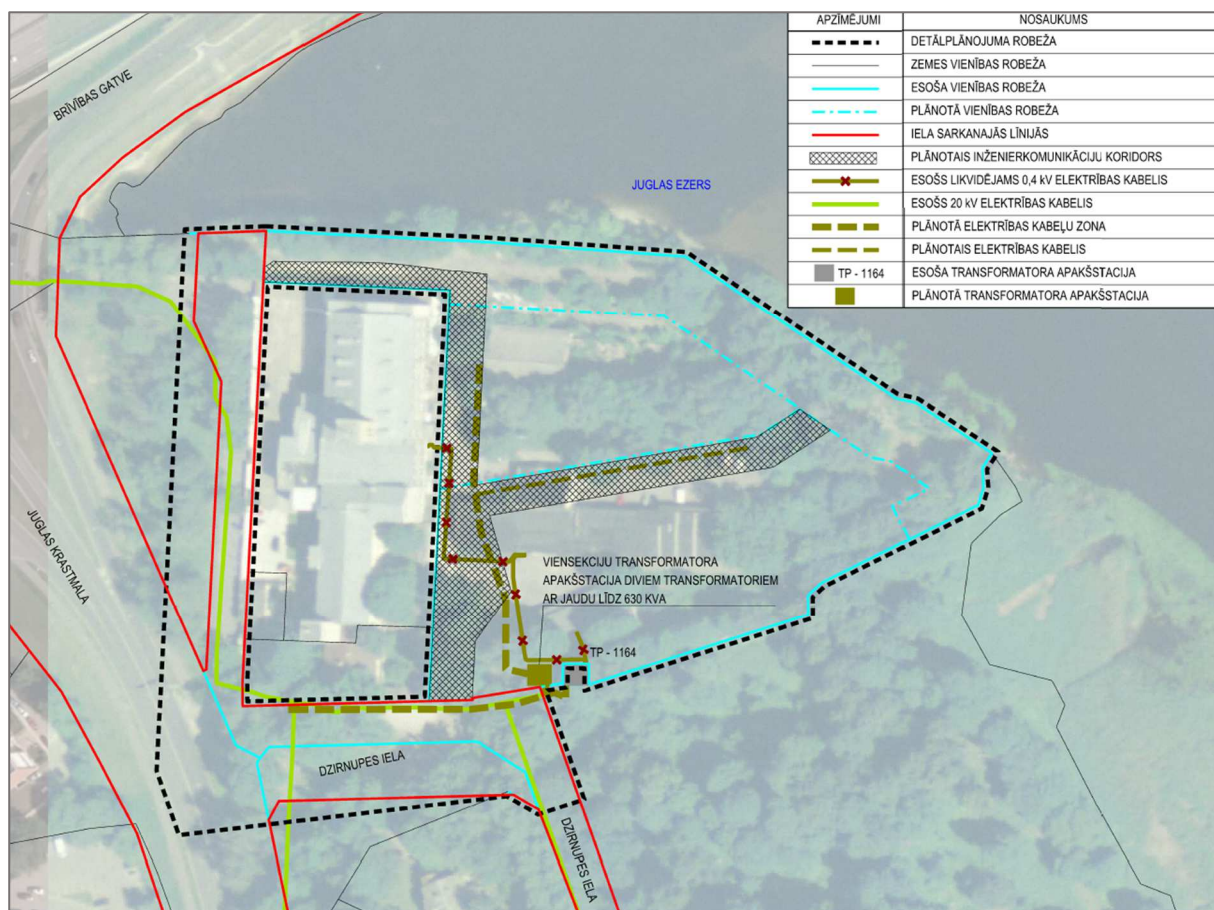 APZĪMĒJUMI NOSAUKUMS
DETĀLPLĀNOJUMA ROBEŽA
ZEMES VIENĪBAS ROBEŽA
ESOŠA VIENĪBAS ROBEŽA
PLĀNOTĀ VIENĪBAS ROBEŽA
IELA SARKANAJĀS LĪNIJĀS
PLĀNOTAIS INŽENIERKOMUNIKĀCIJU KORIDORS
ESOŠS LIKVIDĒJAMS 0,4 kV ELEKTRĪBAS KABELIS
ESOŠS 20 kV ELEKTRĪBAS KABELIS
PLĀNOTĀ ELEKTRĪBAS KABEĻU ZONA
PLĀNOTAIS ELEKTRĪBAS KABELIS
TP - 1164 ESOŠA TRANSFORMATORA APAKŠSTACIJA
PLĀNOTĀ TRANSFORMATORA APAKŠSTACIJA
BRĪVĪBAS GATVE
JUGLAS EZERS
JUGLAS KRASTMALA
VIENSEKCIJU TRANSFORMATORA
APAKŠSTACIJA DIVIEM TRANSFORMATORIEM
AR JAUDU LĪDZ 630 KVA
TP - 1164
DZIRNUPES IELA
DZIRNUPES IELA